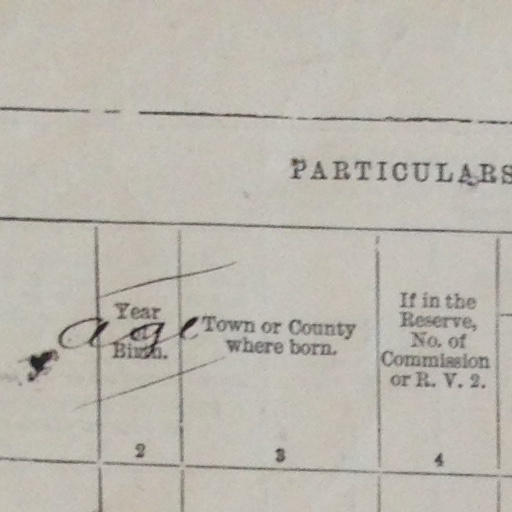 PARTICULARS
Year
of
Birth.
age
Town or County
where born.
If in the
Reserve,
No. of
Commission
or R. V. 2.
2
3
4